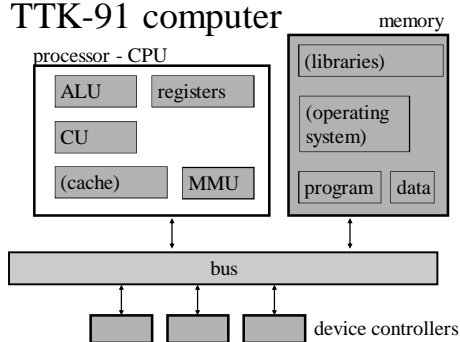 TTK-91 computer
processor - CPU
memory
ALU
registers
CU
(cache)
MMU
(libraries)
(operating
system)
program
data
bus
device controllers